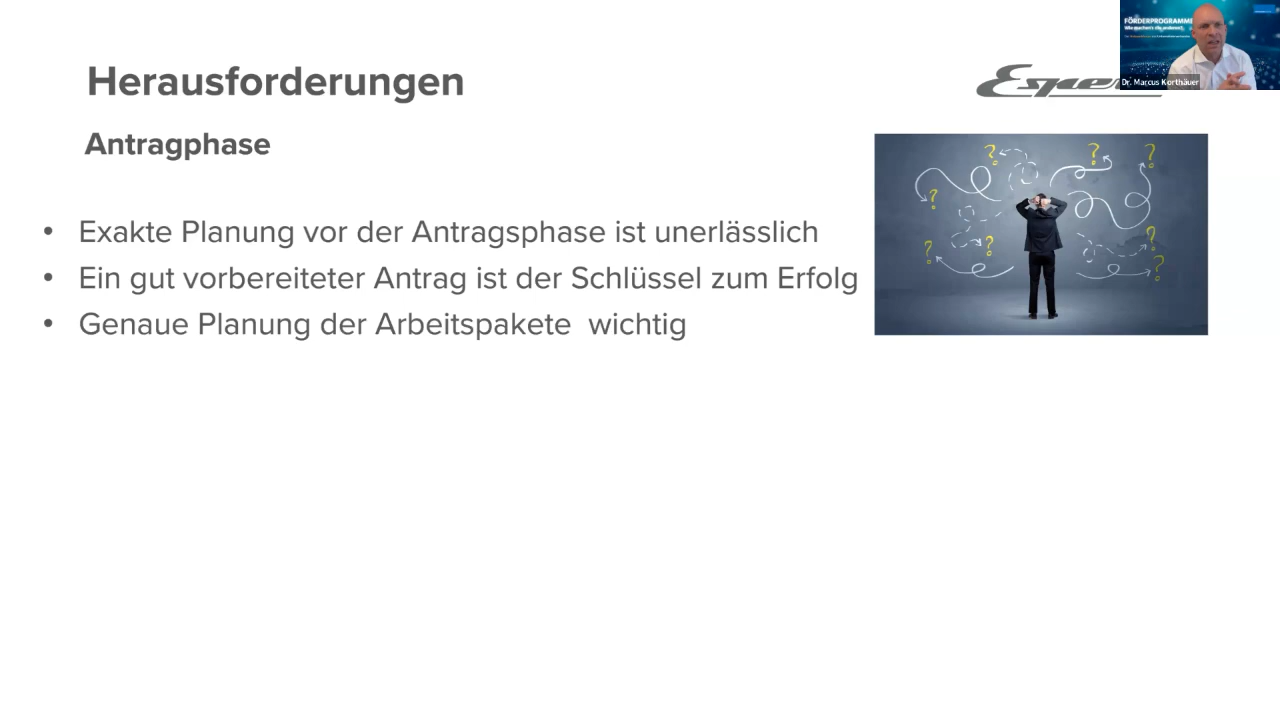 FÖRDERPROGRAMME
Dr. Marcus Korthäuer
Herausforderungen
Antragphase
• Exakte Planung vor der Antragsphase ist unerlässlich
• Ein gut vorbereiteter Antrag ist der Schlüssel zum Erfolg
• Genaue Planung der Arbeitspakete  wichtig
? ? ?
?
? ? ?
?